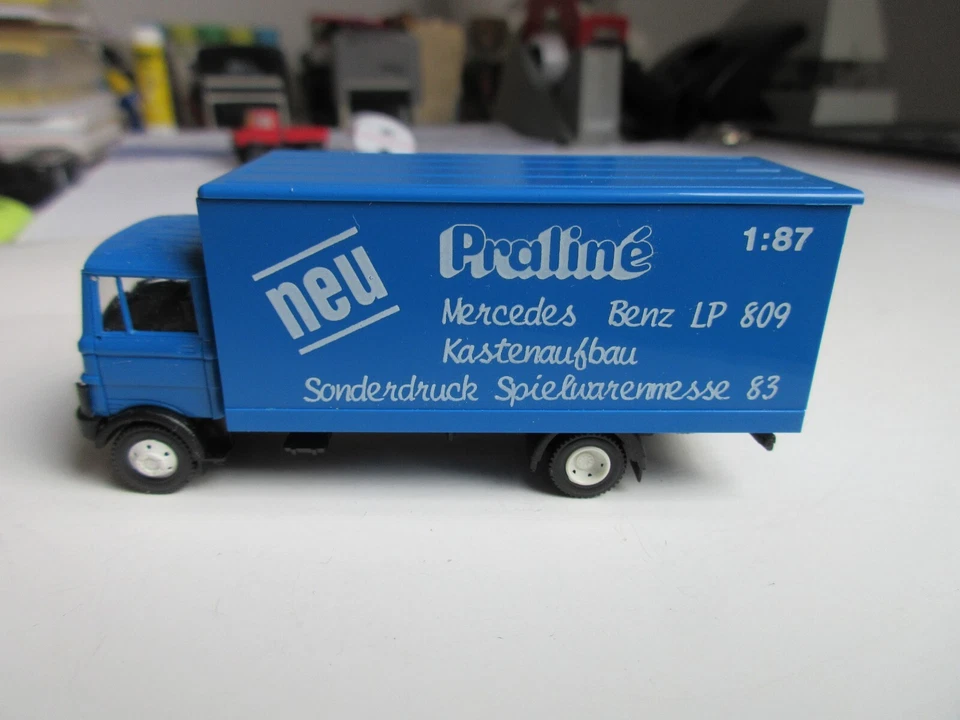 neu
Praliné
1:87
Mercedes Benz LP 809
Kastenaufbau
Sonderdruck Spielwarenmesse 83